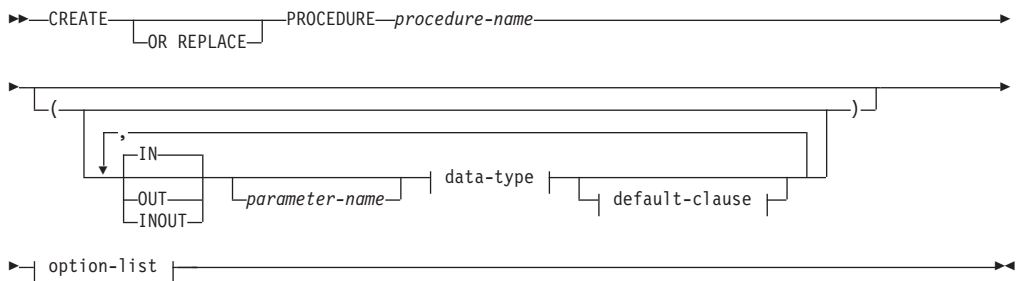 CREATE OR REPLACE PROCEDURE procedure-name
( )
,
IN
OUT
INOUT
parameter-name
data-type
default-clause
option-list